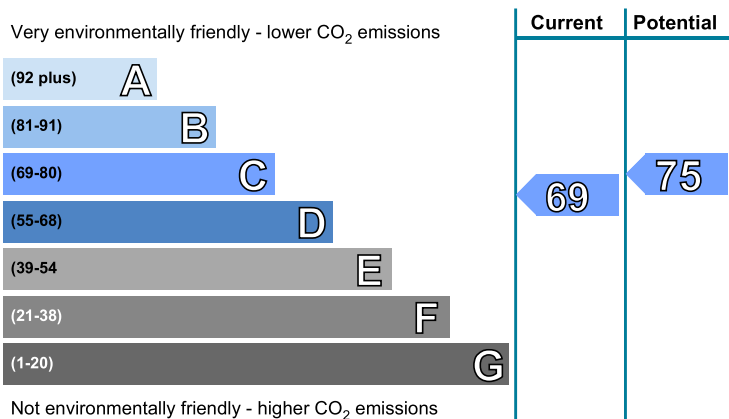 Current Potential
Very environmentally friendly - lower CO2 emissions
(92 plus) A
(81-91) B
(69-80) C
75
69
(55-68) D
(39-54 E
(21-38) F
(1-20) G
Not environmentally friendly - higher CO2 emissions